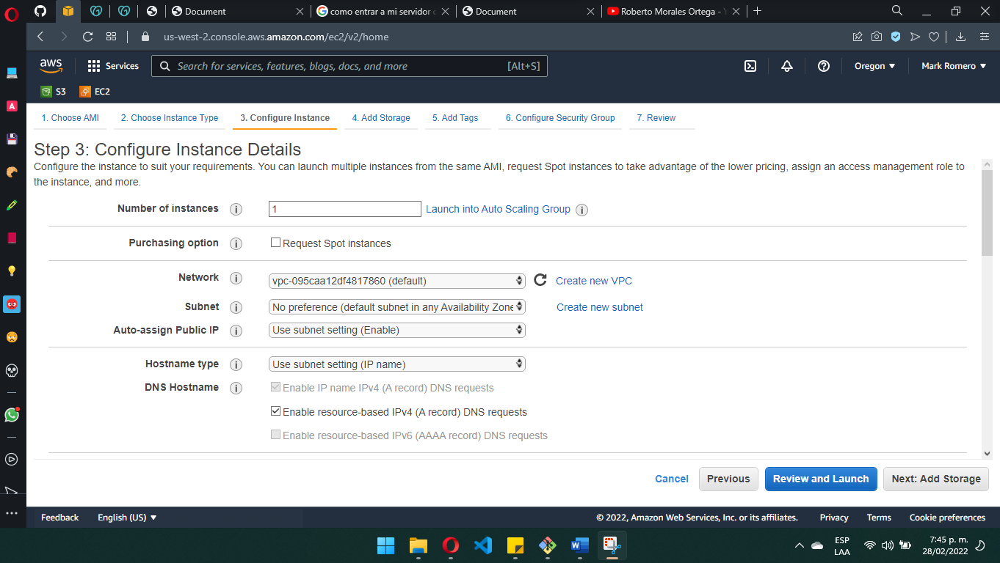 Document
como entrar a mi servidor
Document
Roberto Morales Ortega -
us-west-2.console.aws.amazon.com/ec2/v2/home
aws
Services
Search for services, features, blogs, docs, and more [Alt+S]
Oregon
Mark Romero
S3
EC2
1. Choose AMI
2. Choose Instance Type
3. Configure Instance
4. Add Storage
5. Add Tags
6. Configure Security Group
7. Review
Step 3: Configure Instance Details
Configure the instance to suit your requirements. You can launch multiple instances from the same AMI, request Spot instances to take advantage of the lower pricing, assign an access management role to
the instance, and more.
Number of instances
1
Launch into Auto Scaling Group
Purchasing option
Request Spot instances
Network
vpc-095caa12df4817860 (default)
Create new VPC
Subnet
No preference (default subnet in any Availability Zone
Create new subnet
Auto-assign Public IP
Use subnet setting (Enable)
Hostname type
Use subnet setting (IP name)
DNS Hostname
Enable IP name IPv4 (A record) DNS requests
Enable resource-based IPv4 (A record) DNS requests
Enable resource-based IPv6 (AAAA record) DNS requests
Cancel
Previous
Review and Launch
Next: Add Storage
Feedback
English (US)
© 2022, Amazon Web Services, Inc. or its affiliates.
Privacy
Terms
Cookie preferences
ESP
LAA
7:45 p. m.
28/02/2022